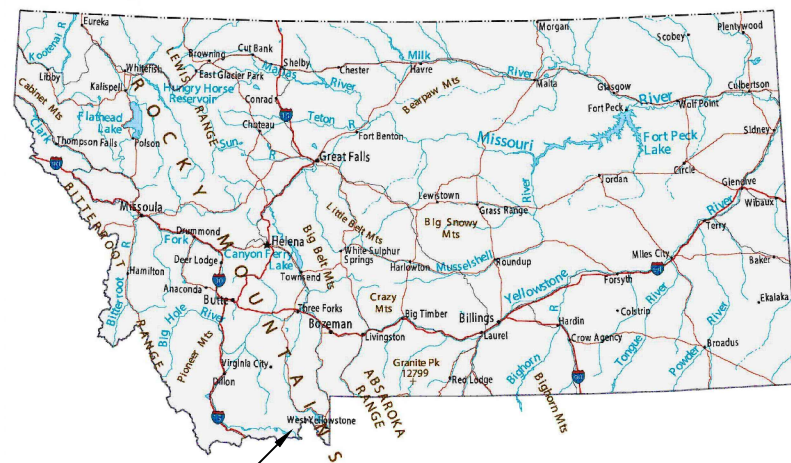 Eureka
Kootenai R
Libby
Whitefish
Kalispell
Cabinet Mts
Flathead
Lake
Clark
Thompson Falls
Polson
LEWIS RANGE
Browning
Cut Bank
East Glacier Park
Hungry Horse
Reservoir
Shelby
Marias
River
Chester
Milk
Havre
River
Conrad
Teton
R
Choteau
Sun
R
Fort Benton
Great Falls
Bearpaw Mts
Morgan
Malta
Scobey
Plentywood
Glasgow
Fort Peck
River
Wolf Point
Colbertson
Missouri
Fort Peck
Lake
Sidney
Circle
Jordan
Glendive
Wibaux
River
Terry
Miles City
Baker
Ekalaka
ROCKY
MOUNTAINS
BITTERROOT
RANGE
Missoula
Drummond
Fork
Deer Lodge
Hamilton
Bitterroot
R
Anaconda
Butte
Big Hole
River
Pioneer Mts
Helena
Canyon Ferry
Lake
Townsend
Big Belt Mts
Little Belt Mts
White Sulphur
Springs
Lewistown
Grass Range
Big Snowy
Mts
River
Harlowton
Musselshell
Roundup
Crazy
Mts
Three Forks
Bozeman
Big Timber
Livingston
Billings
Laurel
Yellowstone
Forsyth
Colstrip
Hardin
Crow Agency
R
Bighorn
Bighorn Mts
Tongue
River
Powder
River
Broadus
Virginia City
Dillon
Granite Pk
12799
Red Lodge
ABSAROKA
RANGE
West Yellowstone